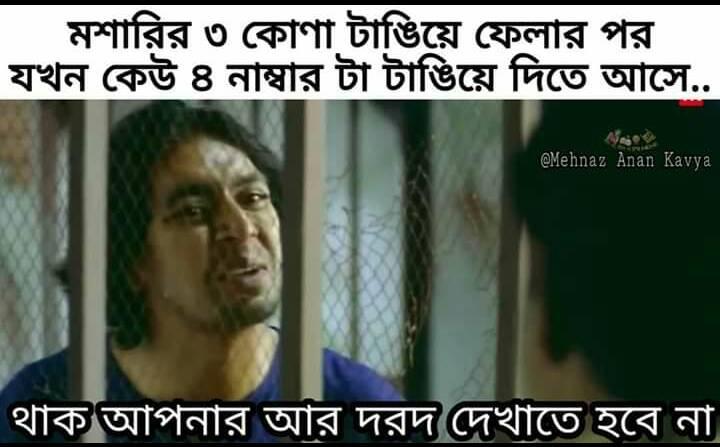 মশারির ৩ কোণা টাঙিয়ে ফেলার পর
যখন কেউ ৪ নাম্বার টা টাঙিয়ে দিতে আসে..
@Mehnaz Anan Kavya
থাক আপনার আর দরদ দেখাতে হবে না